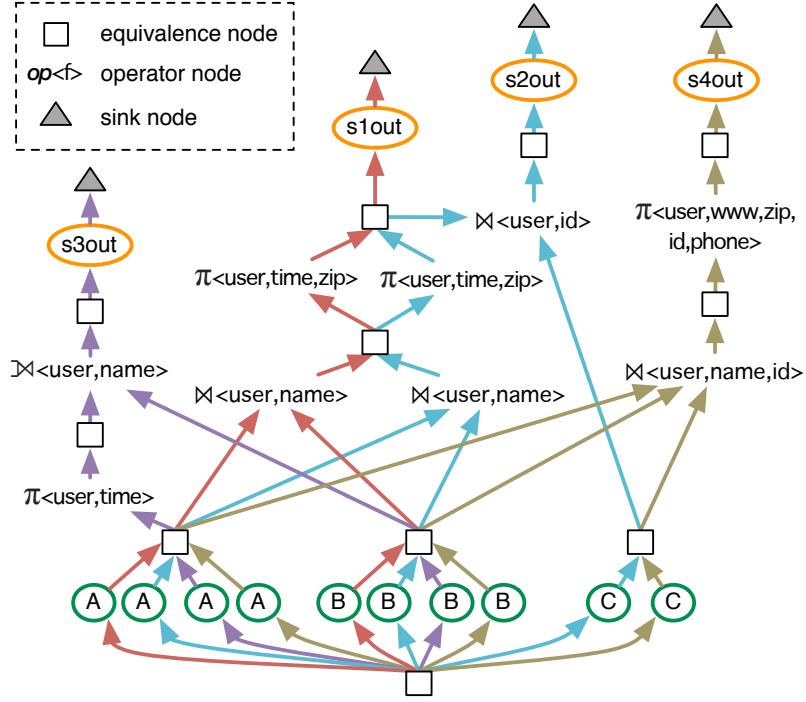 equivalence node
op<f> operator node
sink node
s2out
s4out
s1out
π<user,www,zip,
id,phone>
⋈<user,id>
s3out
π<user,time,zip>
π<user,time,zip>
⟕<user,name>
⋈<user,name>
⋈<user,name>
⋈<user,name,id>
π<user,time>
A
A
A
A
B
B
B
B
C
C